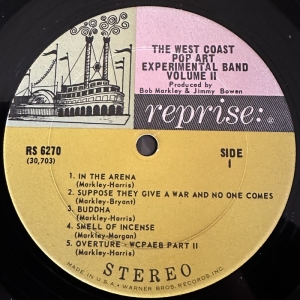 THE WEST COAST
POP ART
EXPERIMENTAL BAND
VOLUME II
Produced by
Bob Markley & Jimmy Bowen
reprise:
RS 6270
(30,703)
SIDE
1
1. IN THE ARENA
(Markley-Harris)
2. SUPPOSE THEY GIVE A WAR AND NO ONE COMES
(Markley-Bryant)
3. BUDDHA
(Markley-Harris)
4. SMELL OF INCENSE
(Markley-Morgan)
5. OVERTURE - WCPAEB PART II
(Markley-Harris)
STEREO
MADE IN U.S.A. • WARNER BROS. RECORDS INC.